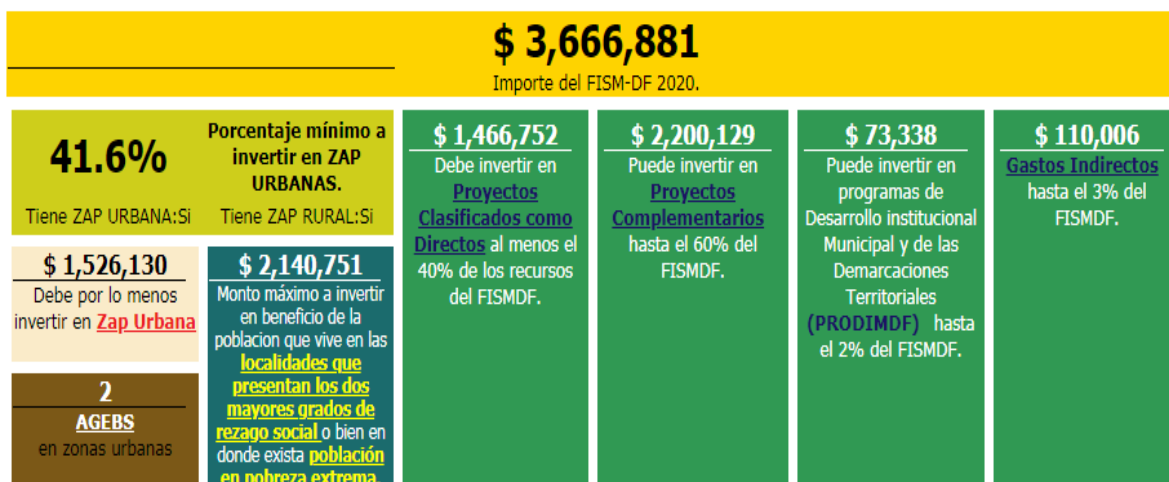 $ 3,666,881
Importe del FISM-DF 2020.
41.6%
Tiene ZAP URBANA:Si
Porcentaje mínimo a
invertir en ZAP
URBANAS.
Tiene ZAP RURAL:Si
$ 1,526,130
Debe por lo menos
invertir en Zap Urbana
2
AGEBS
en zonas urbanas
$ 2,140,751
Monto máximo a invertir
en beneficio de la
poblacion que vive en las
localidades que
presentan los dos
mayores grados de
rezago social o bien en
donde exista población
en pobreza extrema.
$ 1,466,752
Debe invertir en
Proyectos
Clasificados como
Directos al menos el
40% de los recursos
del FISMDF.
$ 2,200,129
Puede invertir en
Proyectos
Complementarios
hasta el 60% del
FISMDF.
$ 73,338
Puede invertir en
programas de
Desarrollo institucional
Municipal y de las
Demarcaciones
Territoriales
(PRODIMDF) hasta
el 2% del FISMDF.
$ 110,006
Gastos Indirectos
hasta el 3% del
FISMDF.